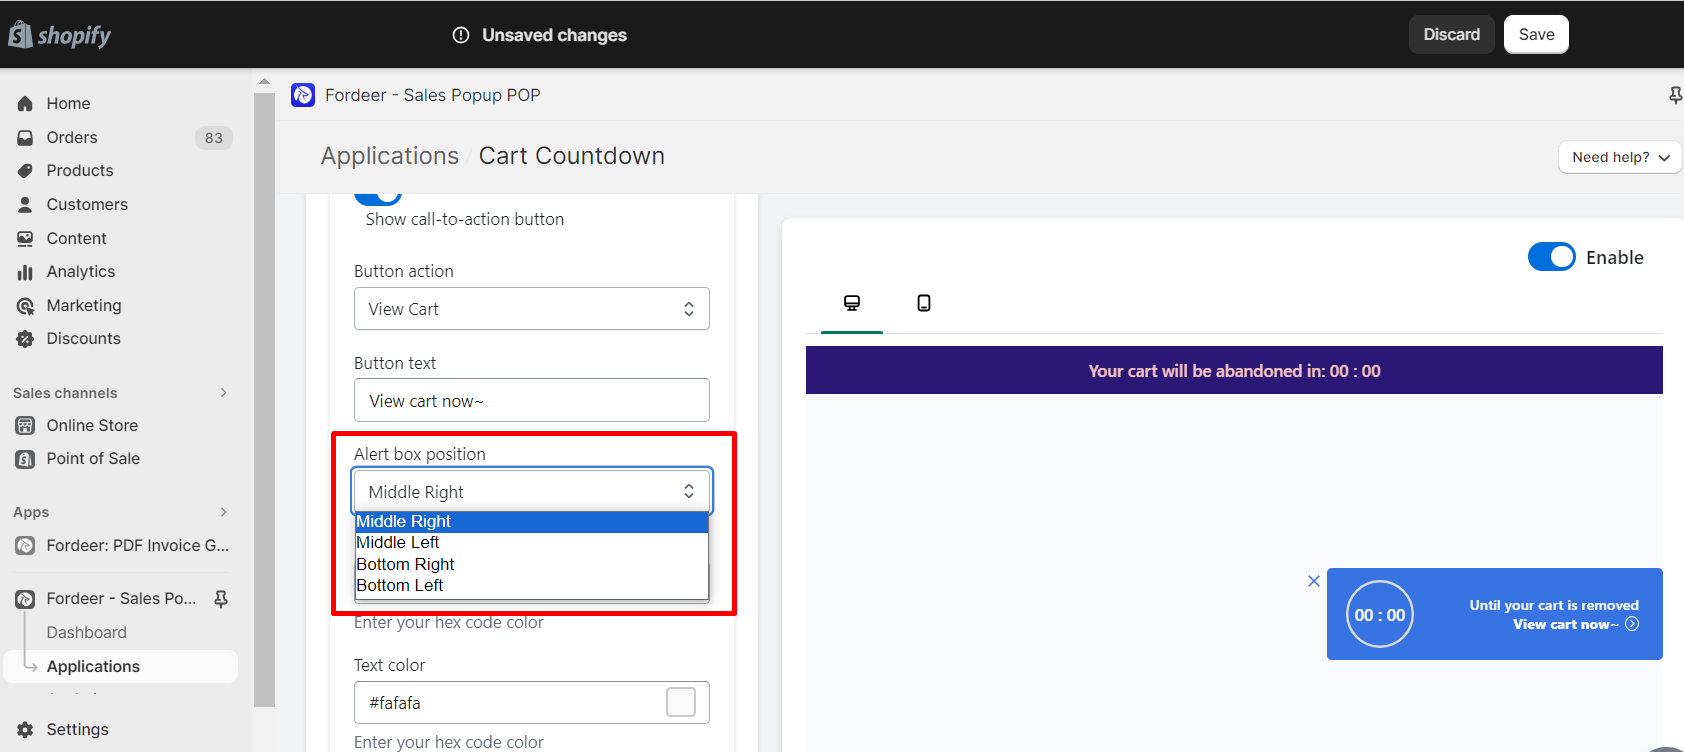 shopify
Unsaved changes
Discard
Save
Home
Orders
83
Products
Customers
Content
Analytics
Marketing
Discounts
Sales channels
Online Store
Point of Sale
Apps
Fordeer: PDF Invoice G...
Fordeer - Sales Po...
Dashboard
Applications
Settings
Fordeer - Sales Popup POP
Applications / Cart Countdown
Need help?
Show call-to-action button
Button action
View Cart
Button text
View cart now~
Alert box position
Middle Right
Middle Right
Middle Left
Bottom Right
Bottom Left
Enter your hex code color
Text color
#fafafa
Enter your hex code color
Enable
Your cart will be abandoned in: 00 : 00
00 : 00
Until your cart is removed
View cart now~